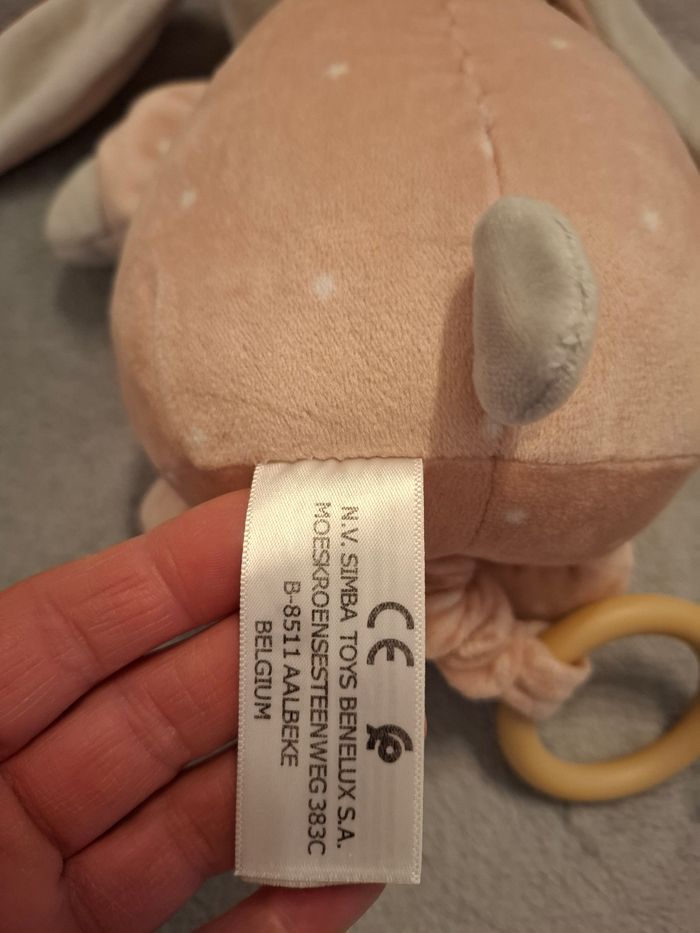 CE
N.V. SIMBA TOYS BENELUX S.A.
MOESKROENSESTEENWEG 383C
B-8511 AALBEKE
BELGIUM